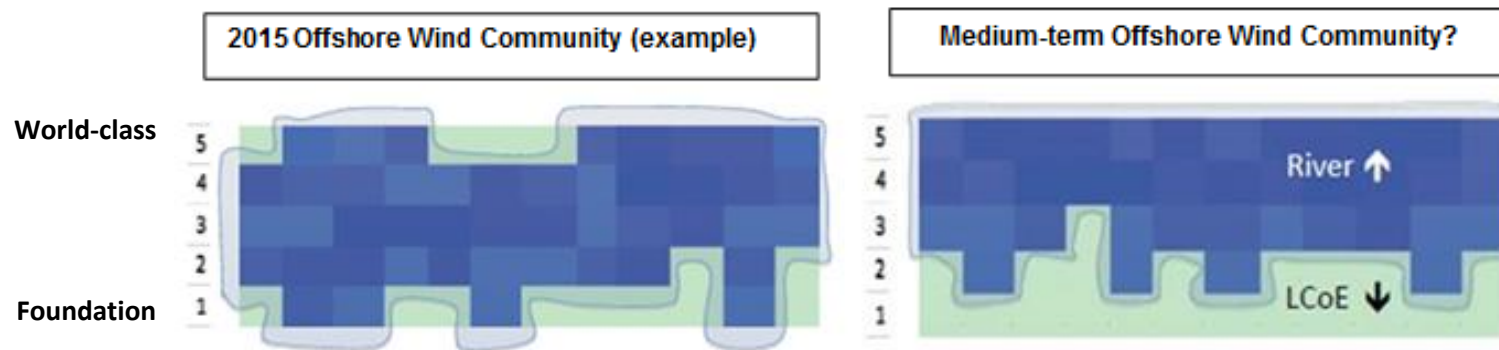 2015 Offshore Wind Community (example)
Medium-term Offshore Wind Community?
World-class
5
4
3
2
1
Foundation
5
4
3
2
1
River ↑
LCoE ↓